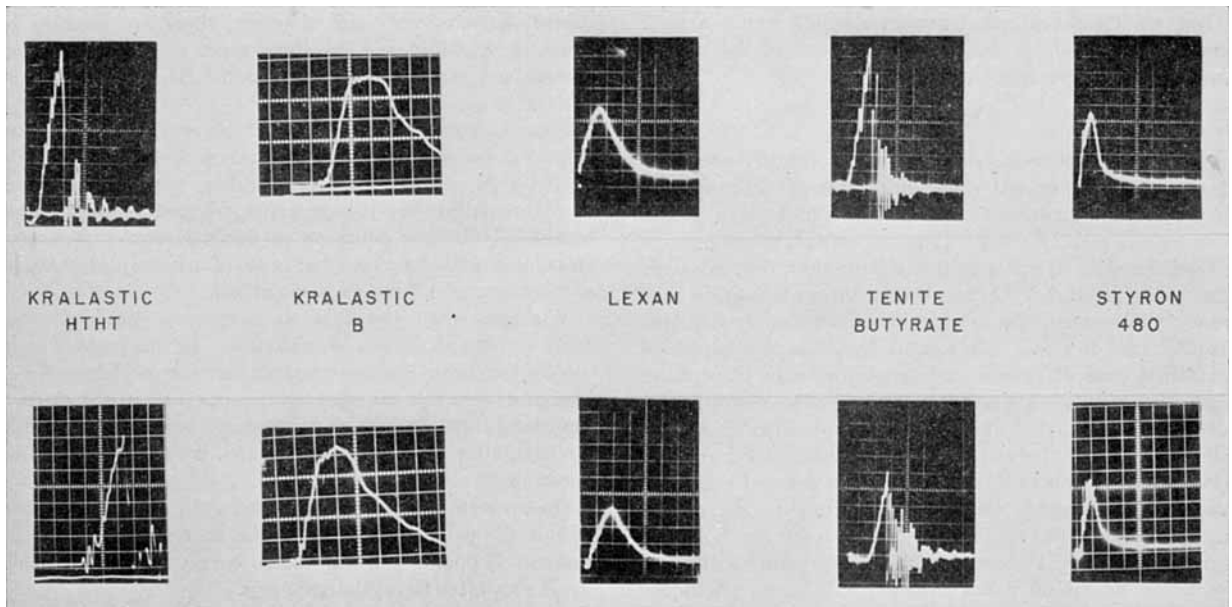 KRALASTIC
HTHT
KRALASTIC
B
LEXAN
TENITE
BUTYRATE
STYRON
480